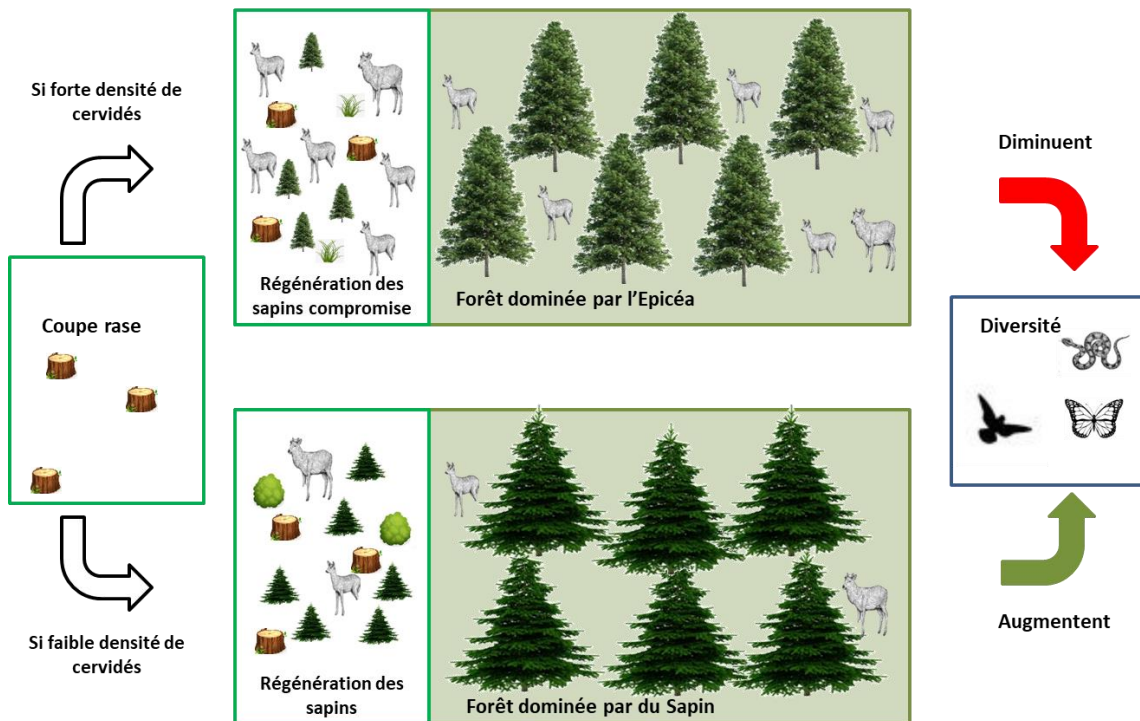 Si forte densité de
cervidés
Régénération des
sapins compromise
Forêt dominée par l'Epicéa
Diminuent
Coupe rase
Diversité
Si faible densité de
cervidés
Régénération des
sapins
Forêt dominée par du Sapin
Augmentent